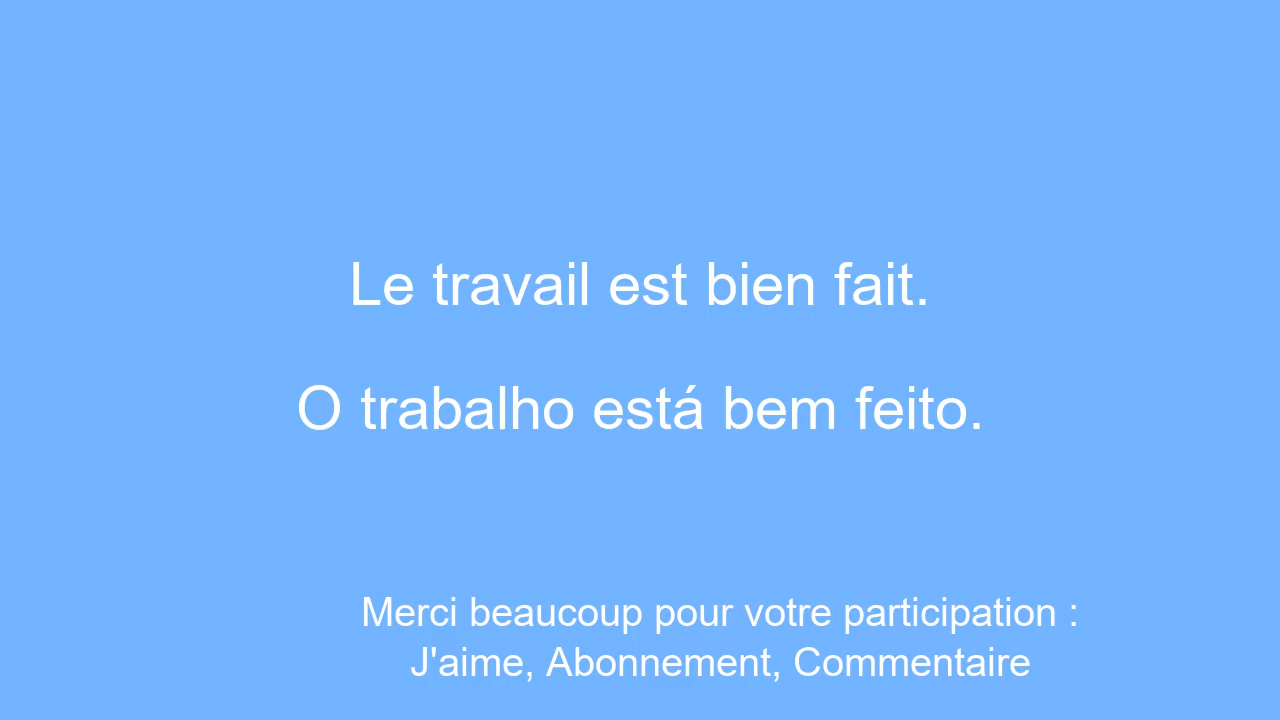 Le travail est bien fait.
O trabalho está bem feito.
Merci beaucoup pour votre participation :
J'aime, Abonnement, Commentaire